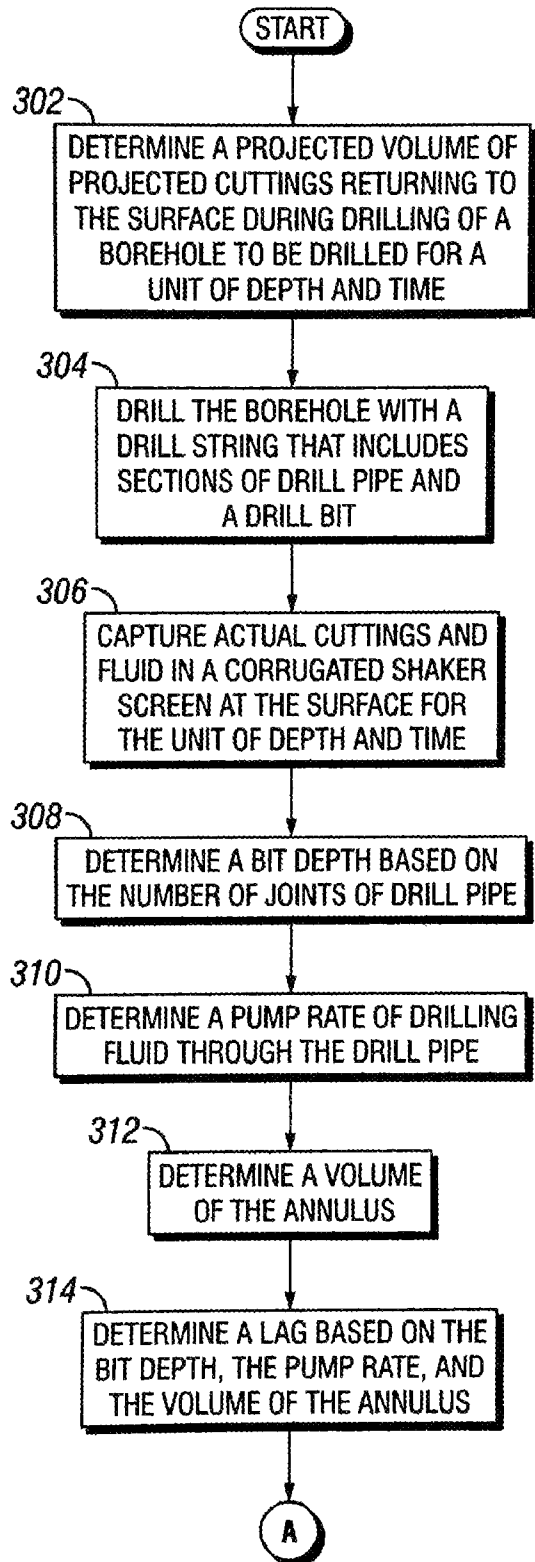 START
302
DETERMINE A PROJECTED VOLUME OF
PROJECTED CUTTINGS RETURNING TO
THE SURFACE DURING DRILLING OF A
BOREHOLE TO BE DRILLED FOR A
UNIT OF DEPTH AND TIME
304
DRILL THE BOREHOLE WITH A
DRILL STRING THAT INCLUDES
SECTIONS OF DRILL PIPE AND
A DRILL BIT
306
CAPTURE ACTUAL CUTTINGS AND
FLUID IN A CORRUGATED SHAKER
SCREEN AT THE SURFACE FOR
THE UNIT OF DEPTH AND TIME
308
DETERMINE A BIT DEPTH BASED ON
THE NUMBER OF JOINTS OF DRILL PIPE
310
DETERMINE A PUMP RATE OF DRILLING
FLUID THROUGH THE DRILL PIPE
312
DETERMINE A VOLUME
OF THE ANNULUS
314
DETERMINE A LAG BASED ON THE
BIT DEPTH, THE PUMP RATE, AND
THE VOLUME OF THE ANNULUS
A